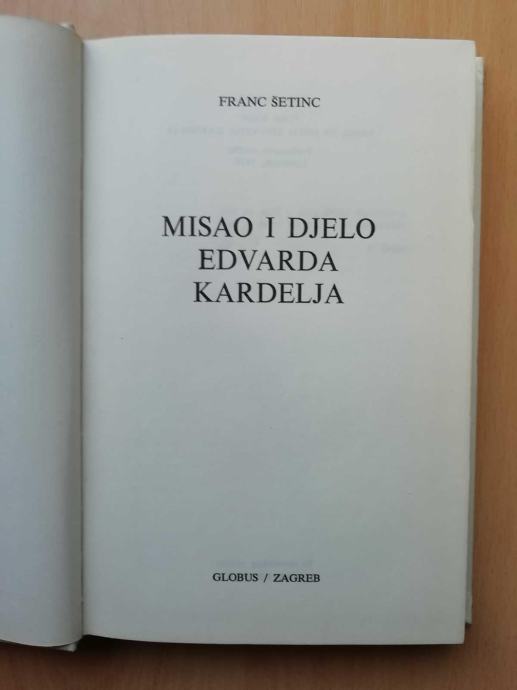 FRANC ŠETINC
MISAO I DJELO
EDVARDA
KARDELJA
GLOBUS / ZAGREB